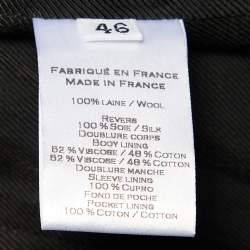 46
FABRIQUÉ EN FRANCE
MADE IN FRANCE
100% LAINE / WOOL
REVERS
100 % SOIE / SILK
DOUBLURE CORPS
BODY LINING
52 % VISCOSE / 48 % COTON
52 % VISCOSE / 48 % COTTON
DOUBLURE MANCHE
SLEEVE LINING
100 % CUPRO
FOND DE POCHE
POCKET LINING
100 % COTON / COTTON